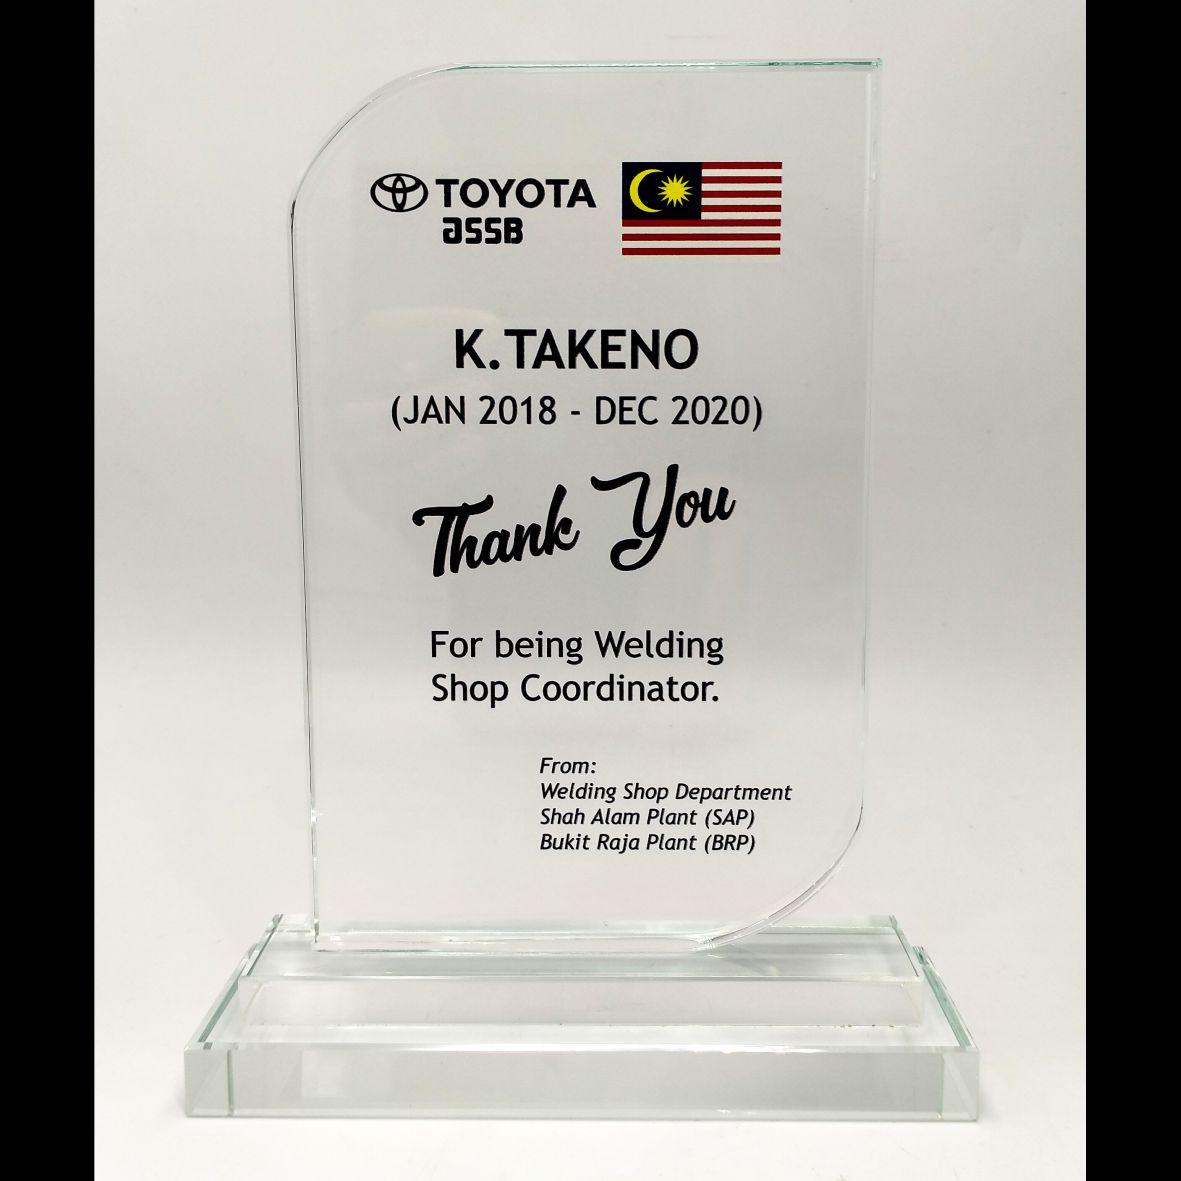 TOYOTA
assb
K. TAKENO
(JAN 2018 - DEC 2020)
Thank You
For being Welding
Shop Coordinator.
From:
Welding Shop Department
Shah Alam Plant (SAP)
Bukit Raja Plant (BRP)